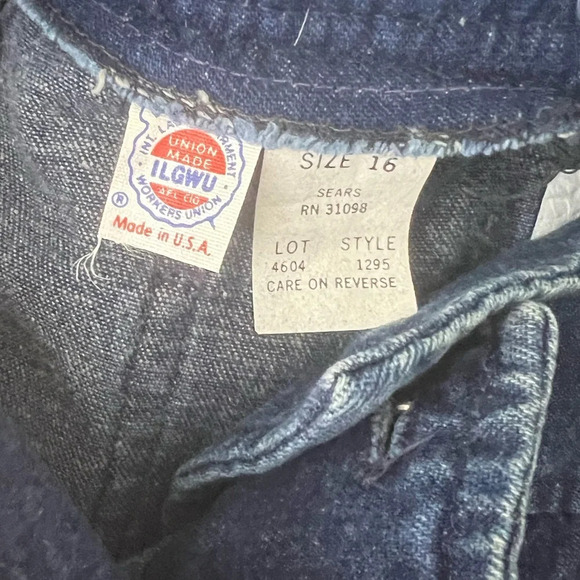 INT. LADIES GARMENT
UNION
MADE
ILGWU
AFL CIO
WORKERS UNION
®
Made in U.S.A.
SIZE 16
SEARS
RN 31098
LOT STYLE
4604 1295
CARE ON REVERSE